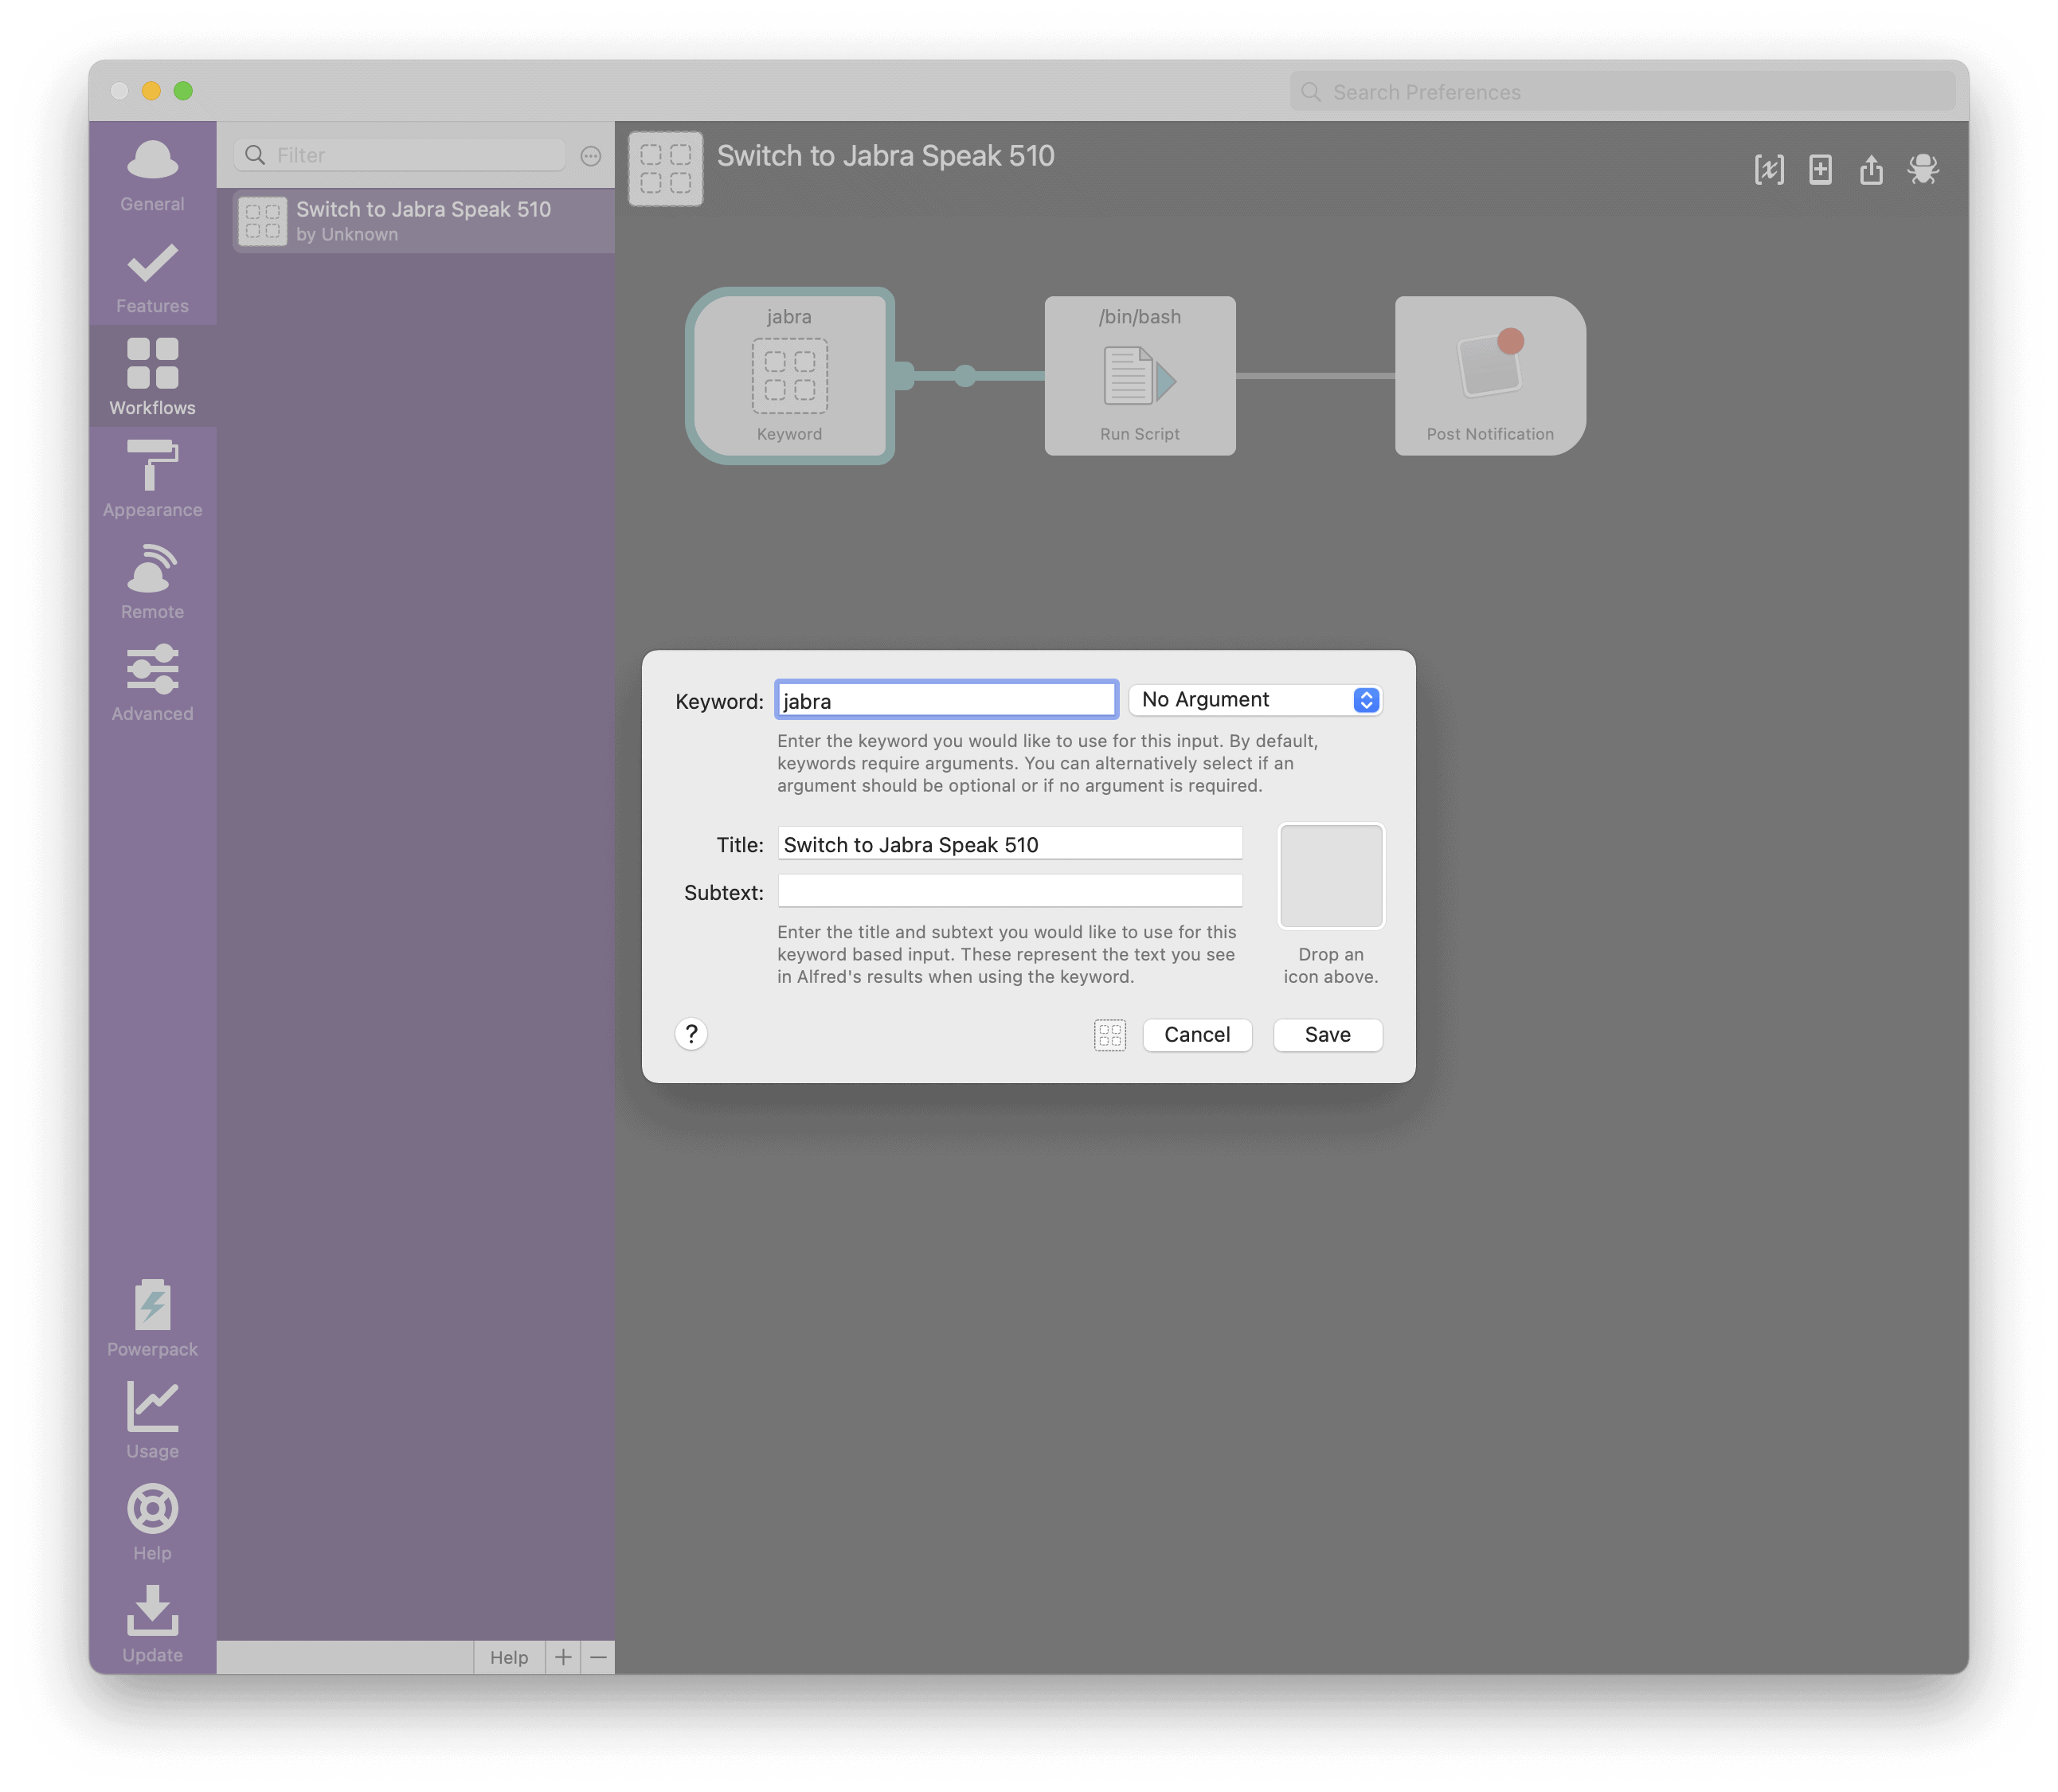 Search Preferences
General
Features
Workflows
Appearance
Remote
Advanced
Powerpack
Usage
Help
Update
Filter
Switch to Jabra Speak 510
by Unknown
Help
Switch to Jabra Speak 510
jabra
Keyword
/bin/bash
Run Script
Post Notification
Keyword: jabra No Argument
Enter the keyword you would like to use for this input. By default,
keywords require arguments. You can alternatively select if an
argument should be optional or if no argument is required.
Title: Switch to Jabra Speak 510
Subtext:
Enter the title and subtext you would like to use for this
keyword based input. These represent the text you see
in Alfred's results when using the keyword.
Drop an
icon above.
?
Cancel
Save